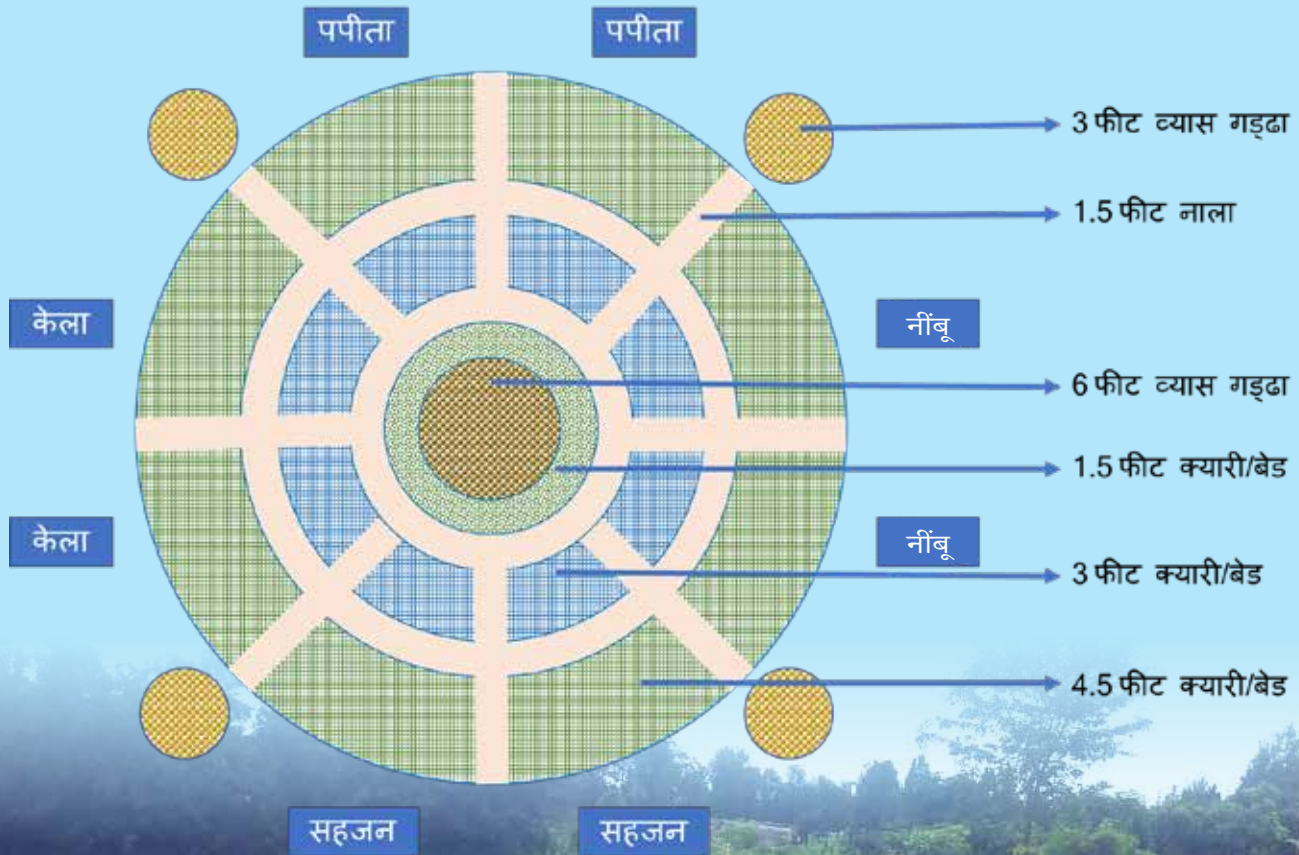 पपीता
पपीता
3 फीट व्यास गड्ढा
1.5 फीट नाला
केला
नींबू
6 फीट व्यास गड्ढा
1.5 फीट क्यारी/बेड
केला
नींबू
3 फीट क्यारी/बेड
4.5 फीट क्यारी/बेड
सहजन
सहजन